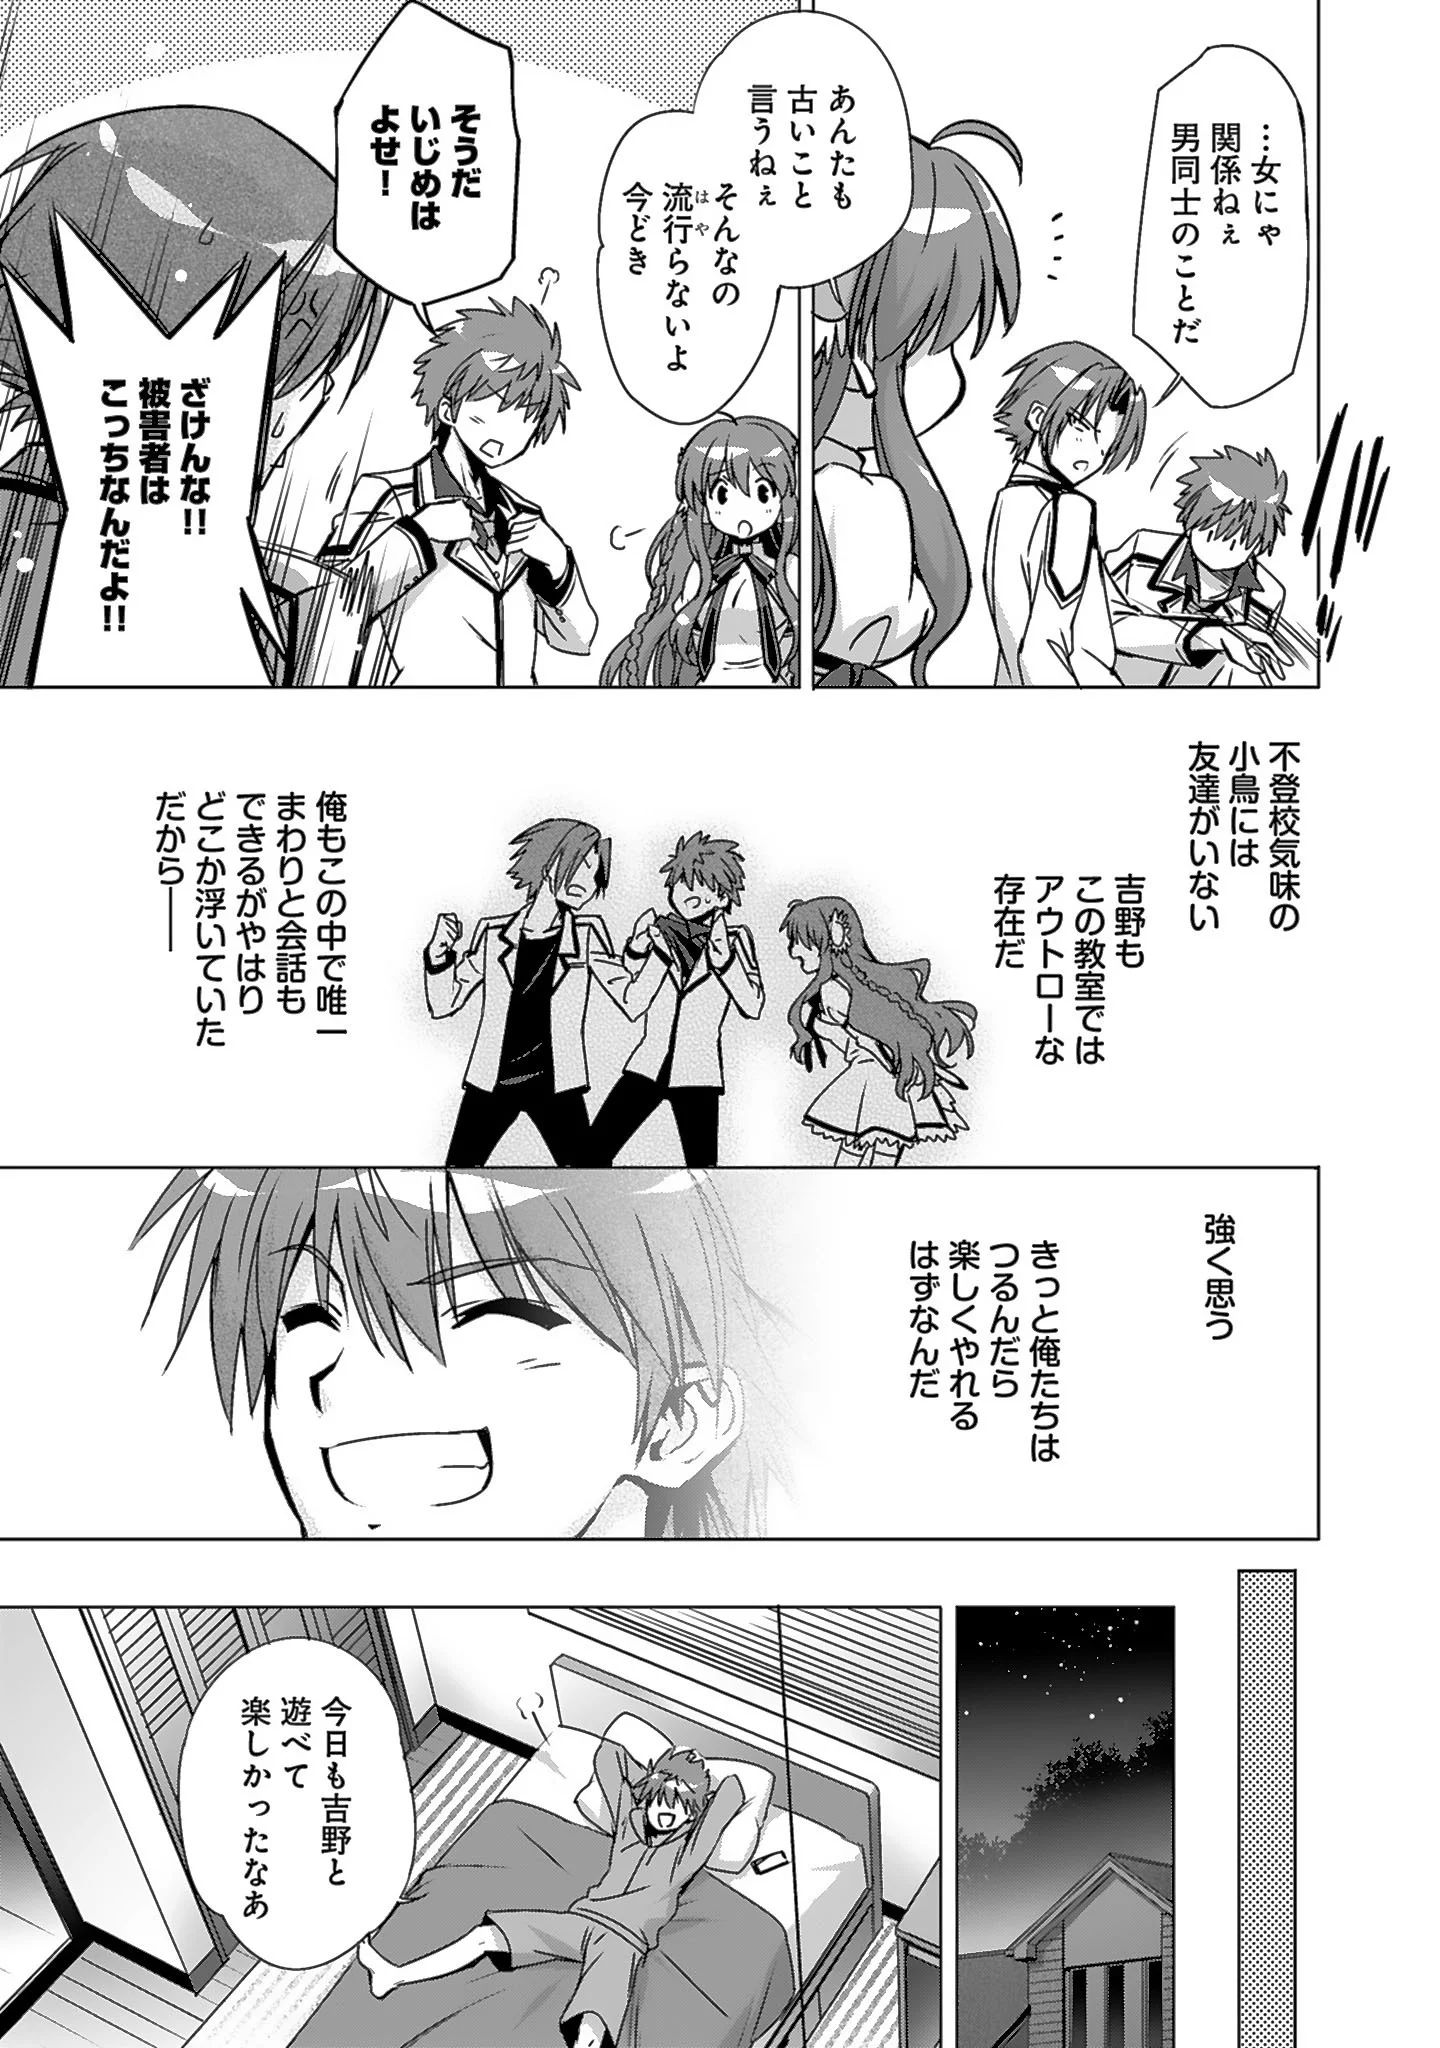 …女にゃ
関係ねぇ
男同士のことだ
あんたも
古いこと
言うねぇ
そんなの
流行らないよ
はや
今どき
そうだ
いじめは
よせ！
ざけんな!!
被害者は
こっちなんだよ!!
不登校気味の
小鳥には
友達がいない
吉野も
この教室では
アウトローな
存在だ
俺もこの中で唯一
まわりと会話も
できるがやはり
どこか浮いていた
だから――
強く思う
きっと俺たちは
つるんだら
楽しくやれる
はずなんだ
今日も吉野と
遊べて
楽しかったなあ